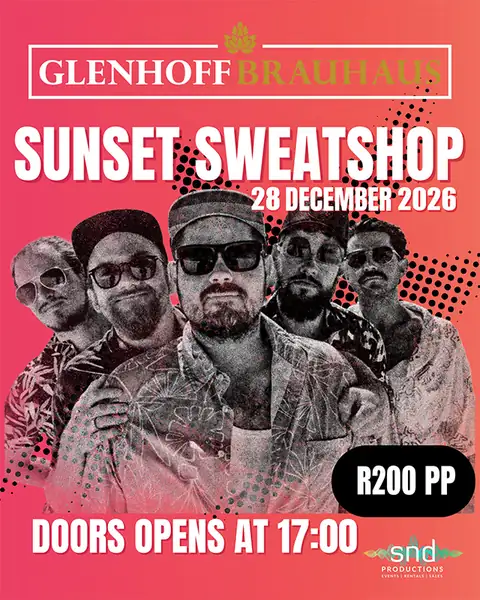 GLENHOFF BRAUHAUS
SUNSET SWEATSHOP
28 DECEMBER 2026
R200 PP
DOORS OPENS AT 17:00
snd
PRODUCTIONS
EVENTS | RENTALS | SALES